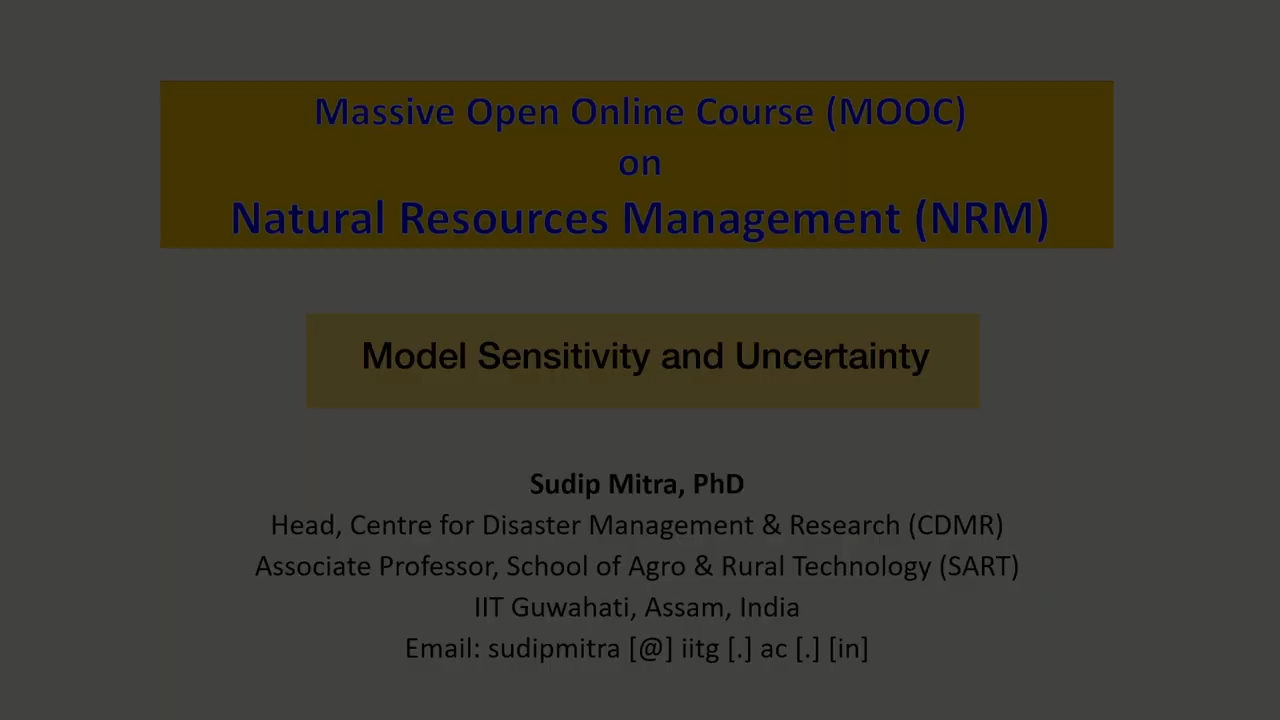 Massive Open Online Course (MOOC)
on
Natural Resources Management (NRM)
Model Sensitivity and Uncertainty
Sudip Mitra, PhD
Head, Centre for Disaster Management & Research (CDMR)
Associate Professor, School of Agro & Rural Technology (SART)
IIT Guwahati, Assam, India
Email: sudipmitra [@] iitg [.] ac [.] [in]